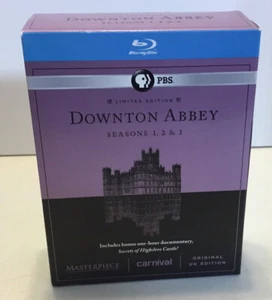 Blu-ray Disc
PBS
LIMITED EDITION
DOWNTON ABBEY
SEASONS 1, 2 & 3
Includes bonus one-hour documentary,
Secrets of Highclere Castle!
MASTERPIECE
carnival
ORIGINAL
UK EDITION